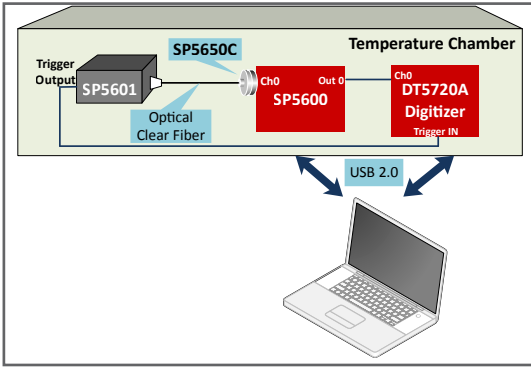 SP5650C
Temperature Chamber
Trigger
Output
SP5601
Ch0
Out 0
SP5600
Ch0
DT5720A
Digitizer
Trigger IN
Optical
Clear Fiber
USB 2.0